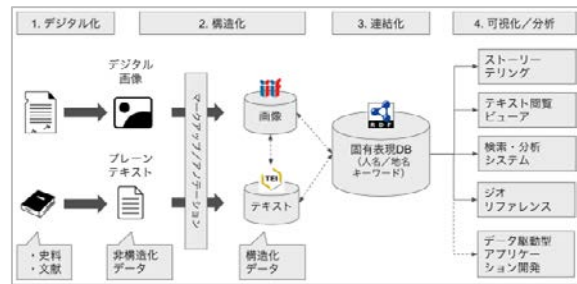 1. デジタル化
2. 構造化
3. 連結化
4. 可視化／分析
デジタル
画像
プレーン
テキスト
・史料
・文献
非構造化
データ
マークアップ/アノテーション
iiif
画像
TEI
テキスト
構造化
データ
RDF
固有表現DB
（人名／地名
キーワード）
ストーリー
テリング
テキスト閲覧
ビューア
検索・分析
システム
ジオ
リファレンス
データ駆動型
アプリケー
ション開発